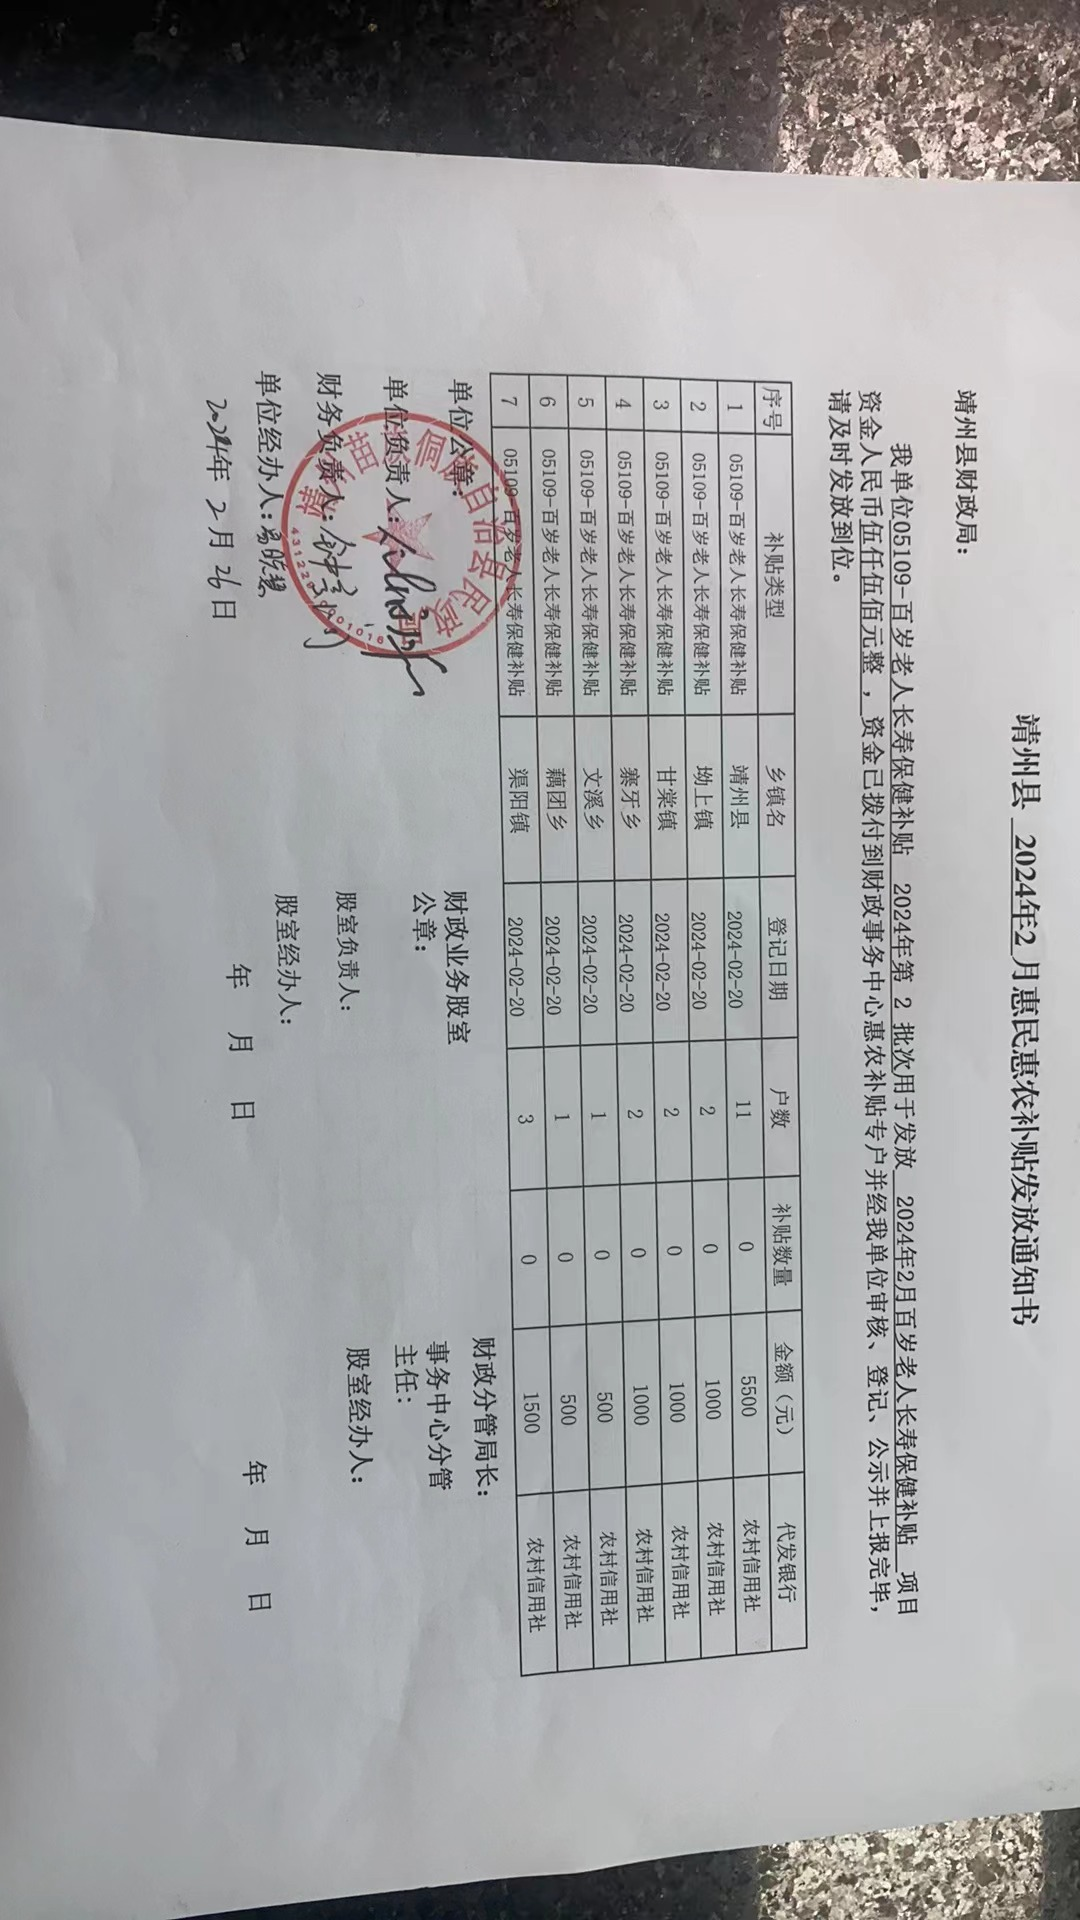 靖州县 2024年2月惠民惠农补贴发放通知书
靖州县财政局：
我单位05109-百岁老人长寿保健补贴 2024年第 2 批次用于发放 2024年2月百岁老人长寿保健补贴 项目
资金人民币伍仟伍佰元整，资金已拨付到财政事务中心惠农补贴专户并经我单位审核、登记、公示并上报完毕，
请及时发放到位。
序号 补贴类型 乡镇名 登记日期 户数 补贴数量 金额（元） 代发银行
1 05109-百岁老人长寿保健补贴 靖州县 2024-02-20 11 0 5500 农村信用社
2 05109-百岁老人长寿保健补贴 坳上镇 2024-02-20 2 0 1000 农村信用社
3 05109-百岁老人长寿保健补贴 甘棠镇 2024-02-20 2 0 1000 农村信用社
4 05109-百岁老人长寿保健补贴 寨牙乡 2024-02-20 2 0 1000 农村信用社
5 05109-百岁老人长寿保健补贴 文溪乡 2024-02-20 1 0 500 农村信用社
6 05109-百岁老人长寿保健补贴 藕团乡 2024-02-20 1 0 500 农村信用社
7 05109-百岁老人长寿保健补贴 渠阳镇 2024-02-20 3 0 1500 农村信用社
单位公章： 财政业务股室 财政分管局长：
公章： 事务中心分管
单位负责人： 主任：
财务负责人： 股室负责人： 股室经办人：
单位经办人： 股室经办人：
2024年2月26日 年 月 日 年 月 日
苗族侗族自治县民政